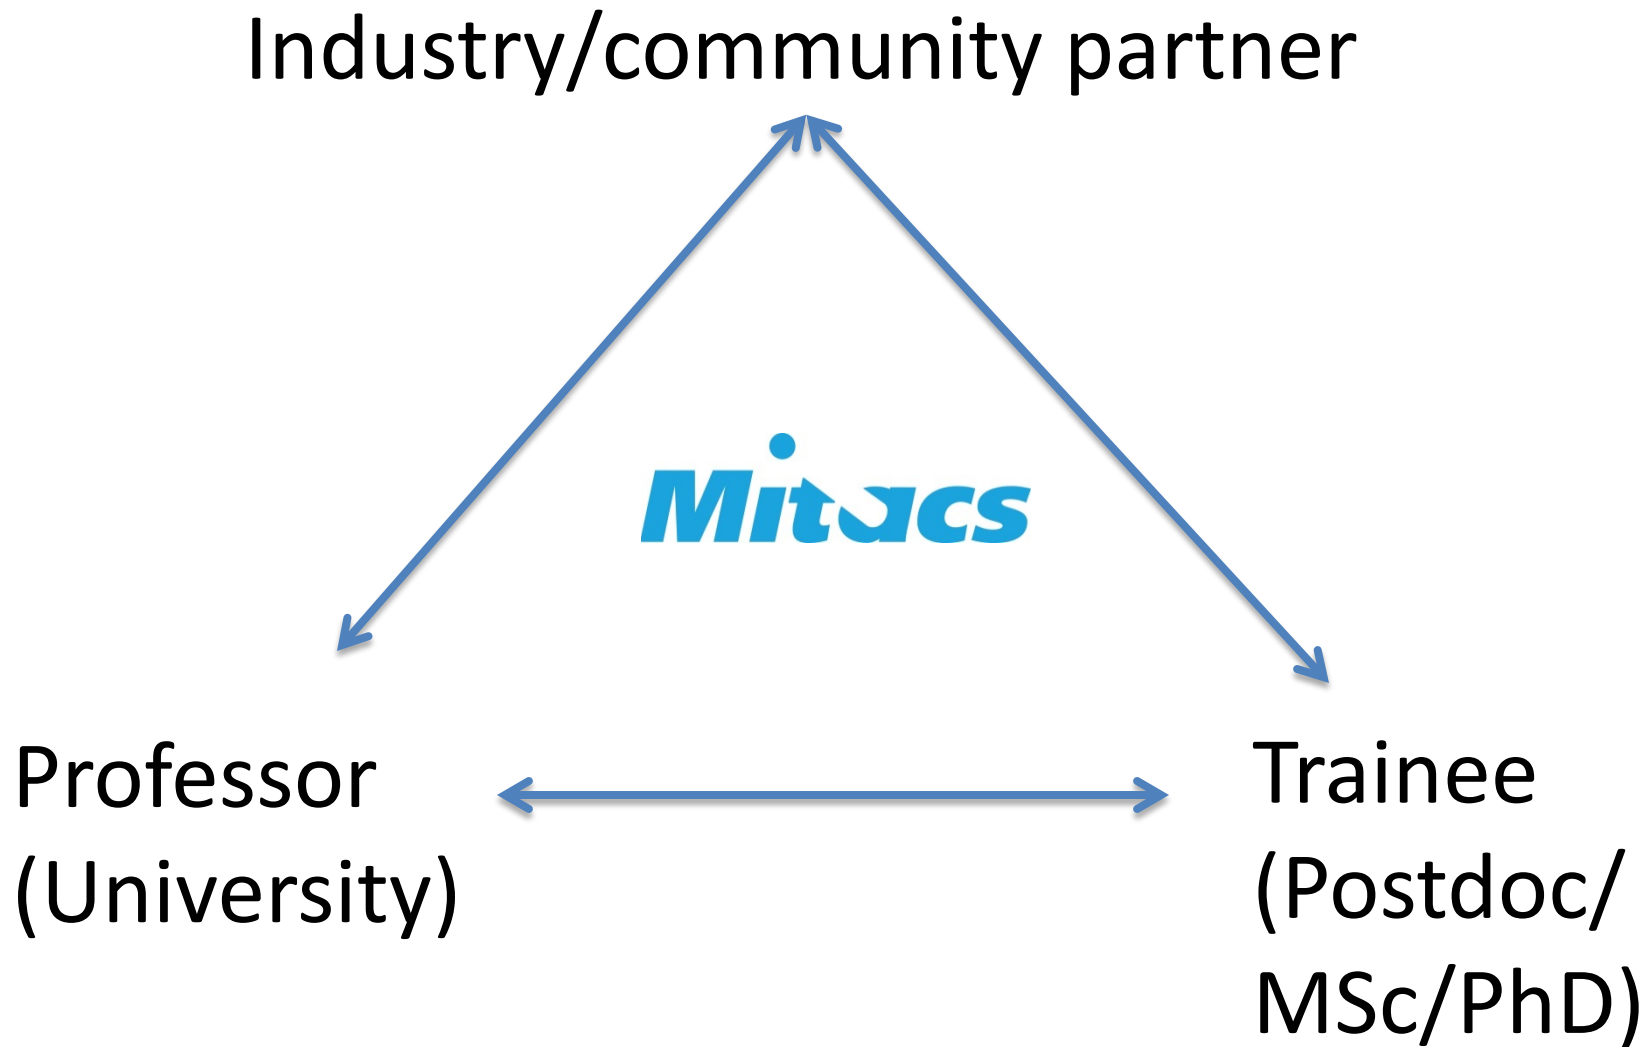 Industry/community partner
Mitacs
Professor
(University)
Trainee
(Postdoc/
MSc/PhD)